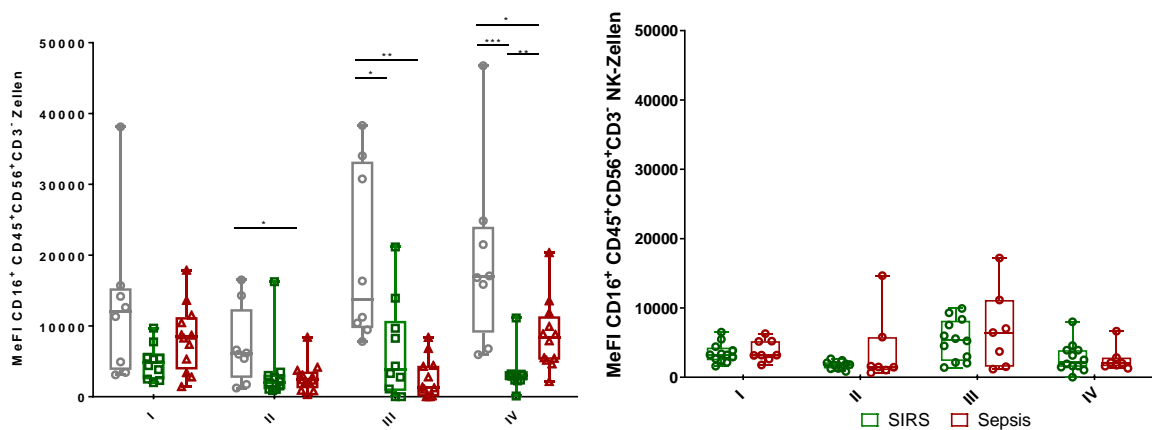 MeFI CD16⁺ CD45⁺CD56⁺CD3⁻ Zellen
50000
40000
30000
20000
10000
0
*
**
*
*
***
**
I
II
III
IV
MeFI CD16⁺ CD45⁺CD56⁺CD3⁻ NK-Zellen
50000
40000
30000
20000
10000
0
I
II
III
IV
SIRS
Sepsis